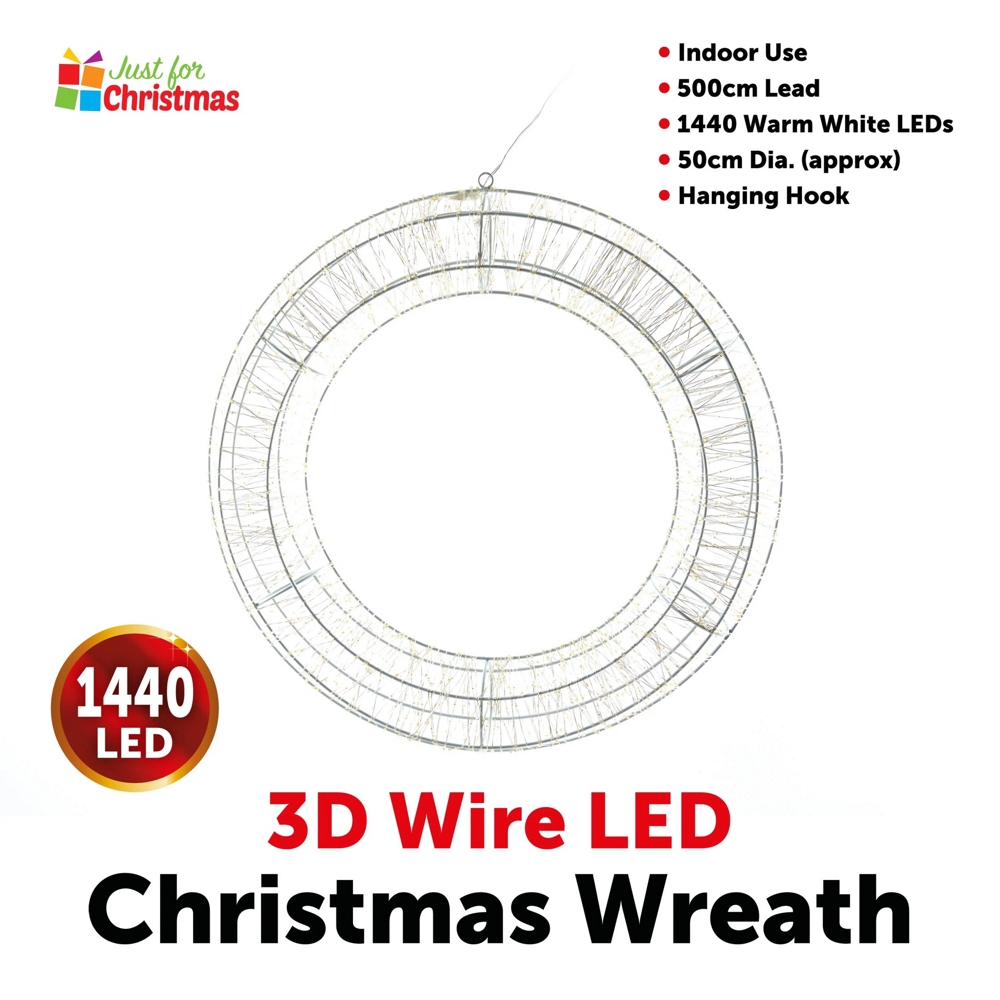 Just for
Christmas
• Indoor Use
• 500cm Lead
• 1440 Warm White LEDs
• 50cm Dia. (approx)
• Hanging Hook
1440
LED
3D Wire LED
Christmas Wreath